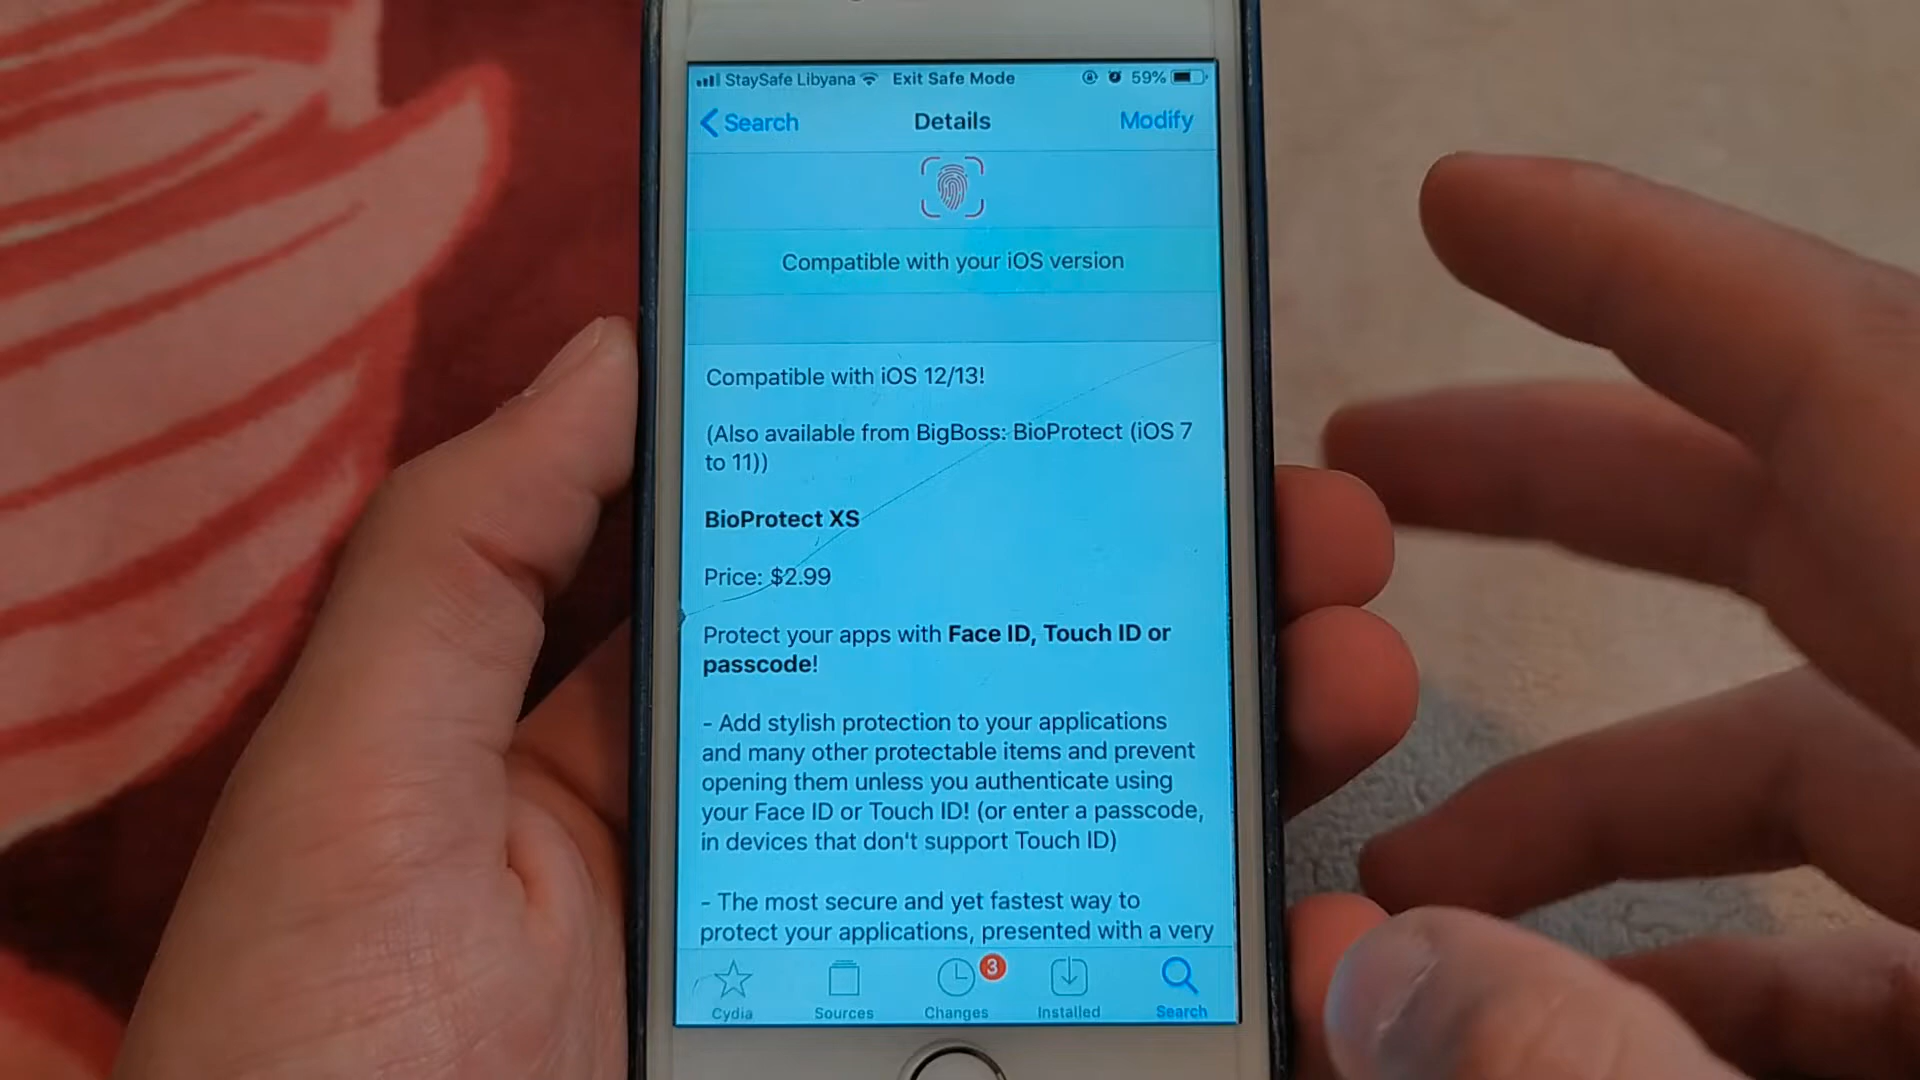 StaySafe Libyana Exit Safe Mode 59%
Search Details Modify
Compatible with your iOS version
Compatible with iOS 12/13!
(Also available from BigBoss: BioProtect (iOS 7
to 11))
BioProtect XS
Price: $2.99
Protect your apps with Face ID, Touch ID or
passcode!
- Add stylish protection to your applications
and many other protectable items and prevent
opening them unless you authenticate using
your Face ID or Touch ID! (or enter a passcode,
in devices that don't support Touch ID)
- The most secure and yet fastest way to
protect your applications, presented with a very
3
Cydia Sources Changes Installed Search